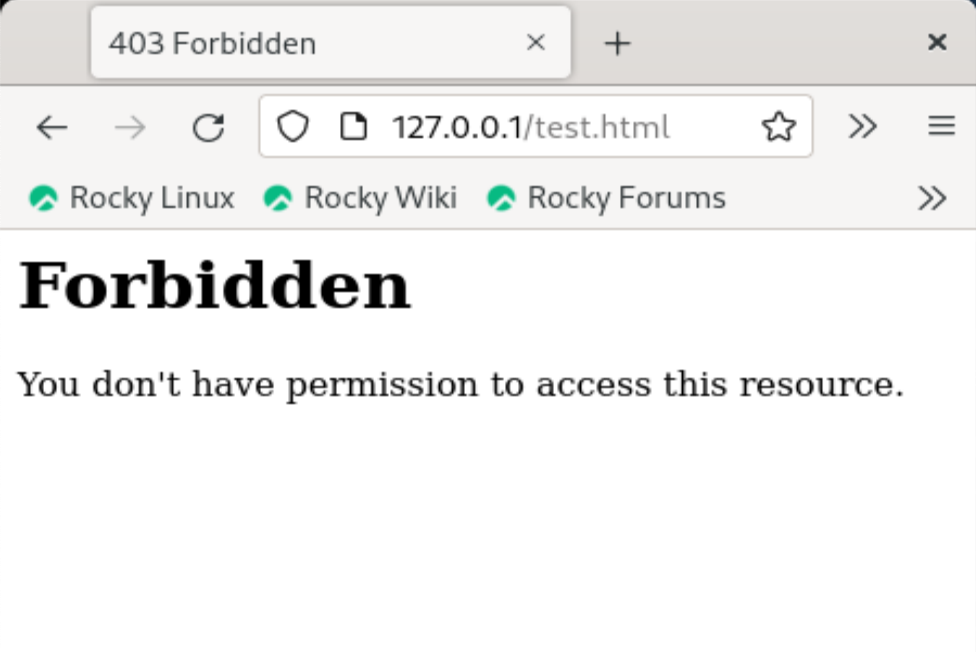 403 Forbidden
127.0.0.1/test.html
Rocky Linux Rocky Wiki Rocky Forums
Forbidden
You don't have permission to access this resource.